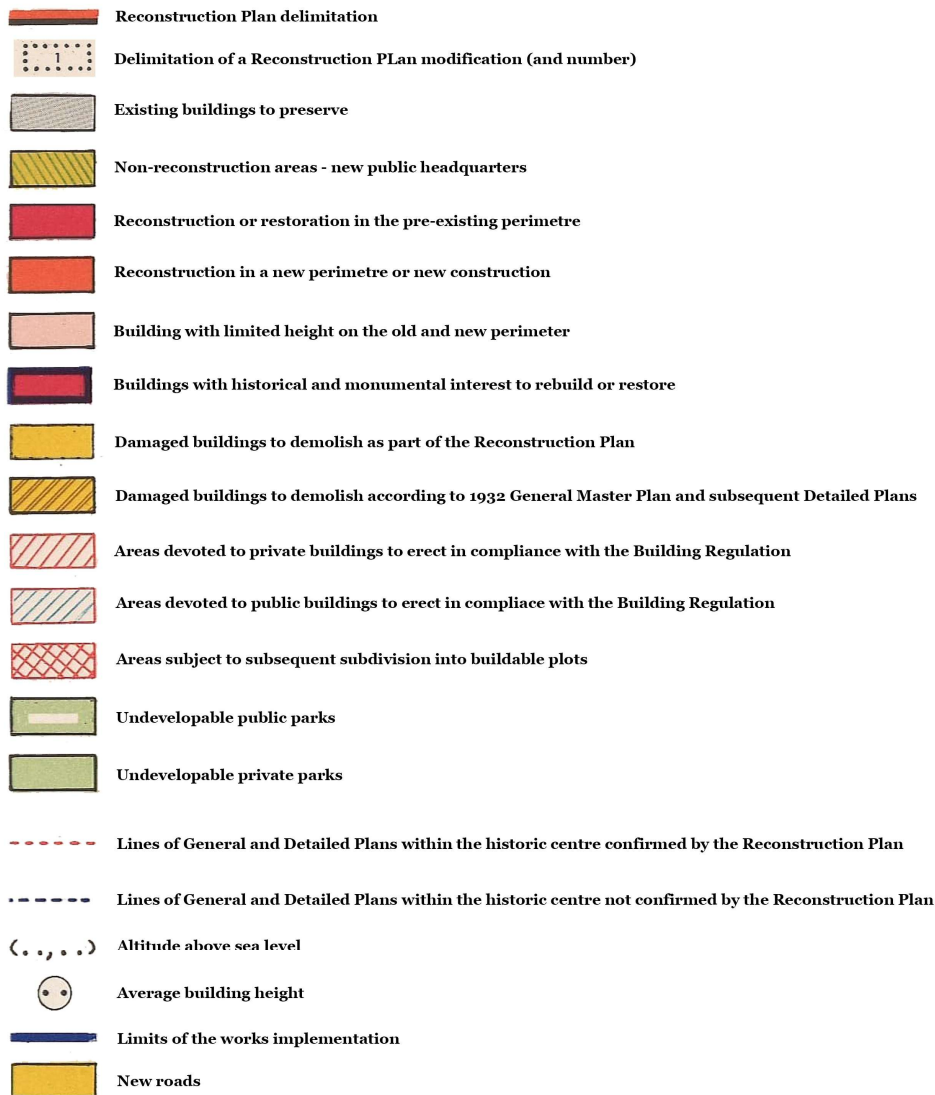 Reconstruction Plan delimitation
1
Delimitation of a Reconstruction PLan modification (and number)
Existing buildings to preserve
Non-reconstruction areas - new public headquarters
Reconstruction or restoration in the pre-existing perimetre
Reconstruction in a new perimetre or new construction
Building with limited height on the old and new perimeter
Buildings with historical and monumental interest to rebuild or restore
Damaged buildings to demolish as part of the Reconstruction Plan
Damaged buildings to demolish according to 1932 General Master Plan and subsequent Detailed Plans
Areas devoted to private buildings to erect in compliance with the Building Regulation
Areas devoted to public buildings to erect in compliace with the Building Regulation
Areas subject to subsequent subdivision into buildable plots
Undevelopable public parks
Undevelopable private parks
Lines of General and Detailed Plans within the historic centre confirmed by the Reconstruction Plan
Lines of General and Detailed Plans within the historic centre not confirmed by the Reconstruction Plan
(..,..) Altitude above sea level
Average building height
Limits of the works implementation
New roads